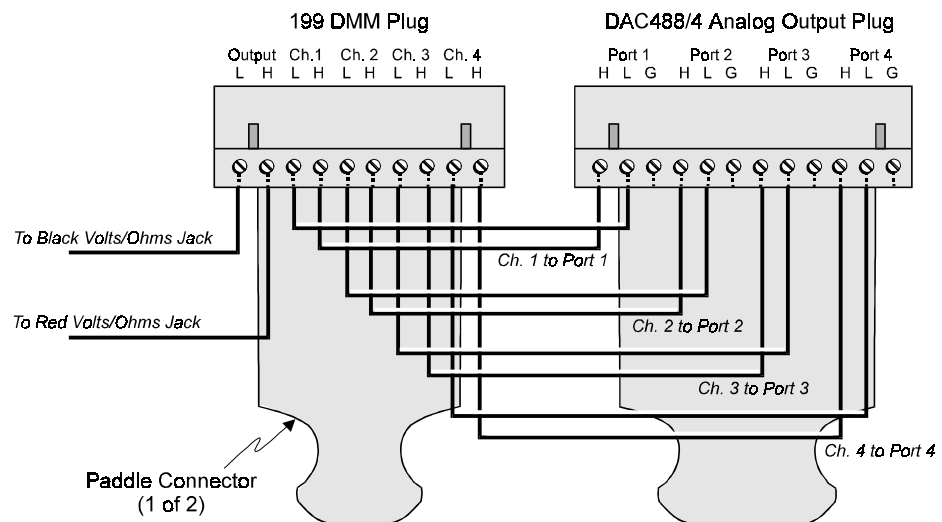 199 DMM Plug
DAC488/4 Analog Output Plug
Output Ch. 1 Ch. 2 Ch. 3 Ch. 4
L H L H L H L H L H
Port 1 Port 2 Port 3 Port 4
H L G H L G H L G H L G
To Black Volts/Ohms Jack
Ch. 1 to Port 1
To Red Volts/Ohms Jack
Ch. 2 to Port 2
Ch. 3 to Port 3
Ch. 4 to Port 4
Paddle Connector
(1 of 2)